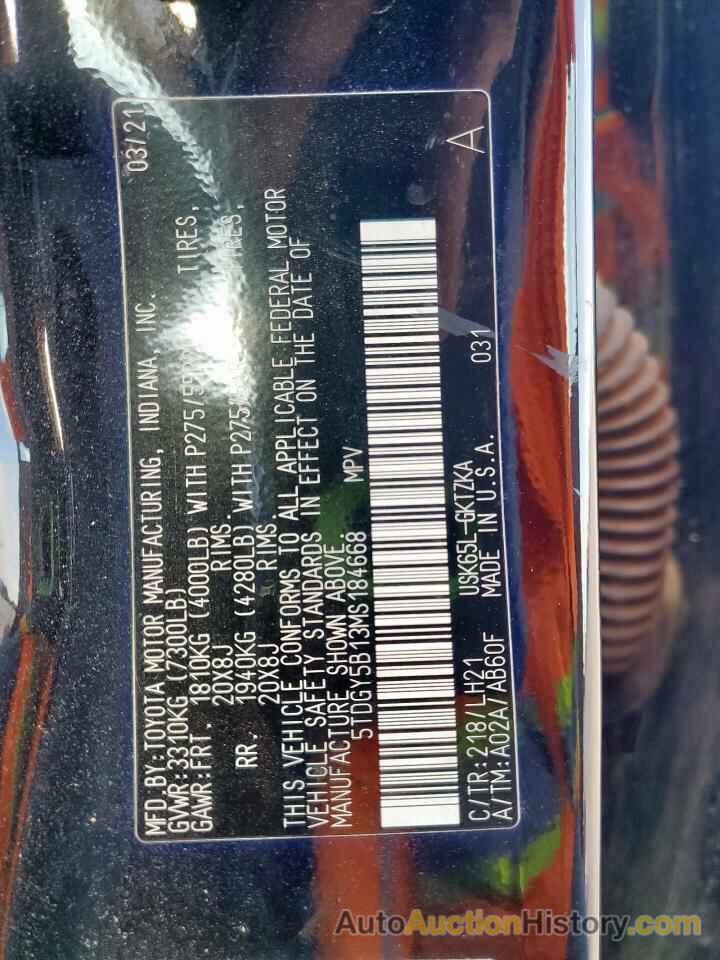 MFD.BY:TOYOTA MOTOR MANUFACTURING, INDIANA, INC. 03/21
GVWR:3310KG (7300LB)
GAWR:FRT. 1810KG (4000LB) WITH P275/ TIRES,
20X8J RIMS.
RR. 1940KG (4280LB) WITH P275
20X8J RIMS.
THIS VEHICLE CONFORMS TO ALL APPLICABLE FEDERAL MOTOR
VEHICLE SAFETY STANDARDS IN EFFECT ON THE DATE OF
MANUFACTURE SHOWN ABOVE.
5TDGY5B13MS184668 MPV
C/TR:218/LH21 USK65L-GKTZKA 031 A
A/TM:A02A/AB60F MADE IN U.S.A.
AutoAuctionHistory.com